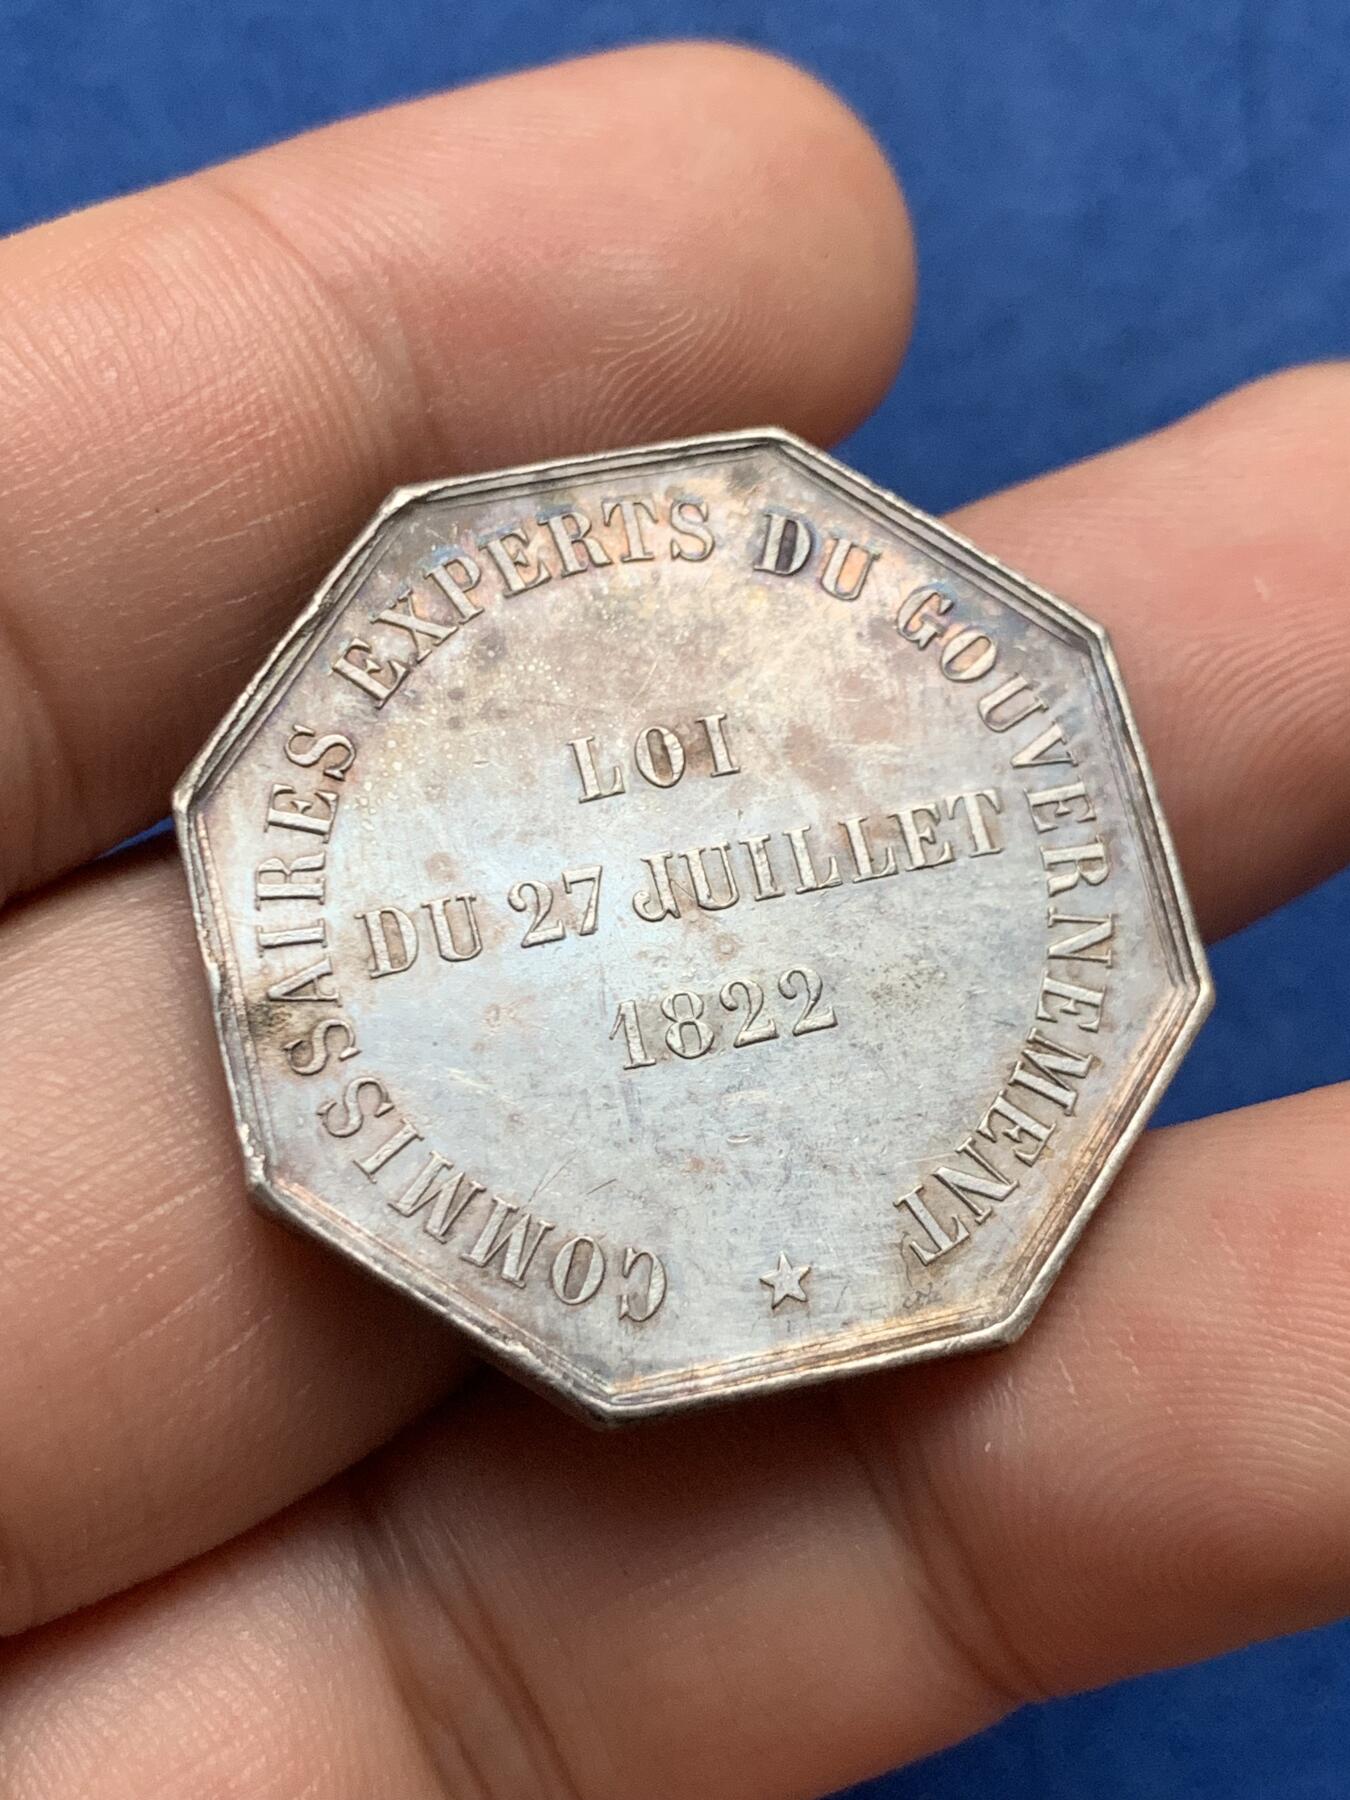 COMMISSAIRES EXPERTS DU GOUVERNEMENT
LOI
DU 27 JUILLET
1822